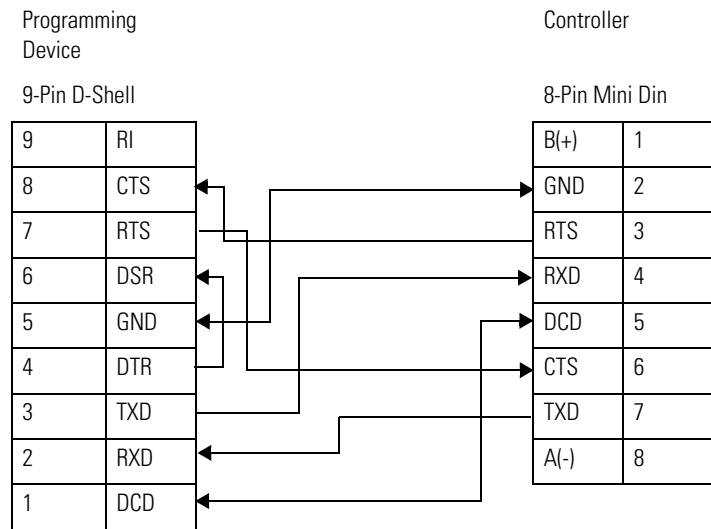 Programming
Device
Controller
9-Pin D-Shell
8-Pin Mini Din
9 RI
8 CTS
7 RTS
6 DSR
5 GND
4 DTR
3 TXD
2 RXD
1 DCD
B(+) 1
GND 2
RTS 3
RXD 4
DCD 5
CTS 6
TXD 7
A(-) 8